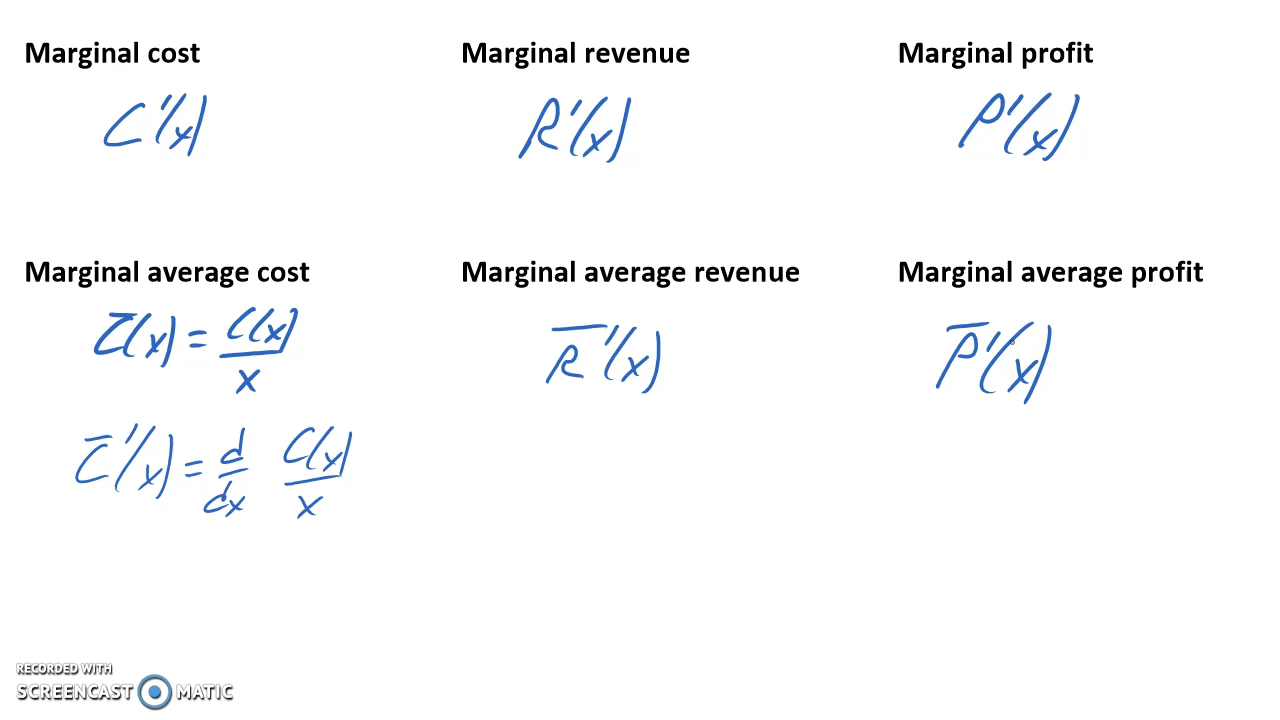 Marginal cost
C'(x)
Marginal revenue
R'(x)
Marginal profit
P'(x)
Marginal average cost
C̅(x) = C(x)/x
C̅'(x) = d/dx C(x)/x
Marginal average revenue
R̅'(x)
Marginal average profit
P̅'(x)
RECORDED WITH
SCREENCAST MATIC